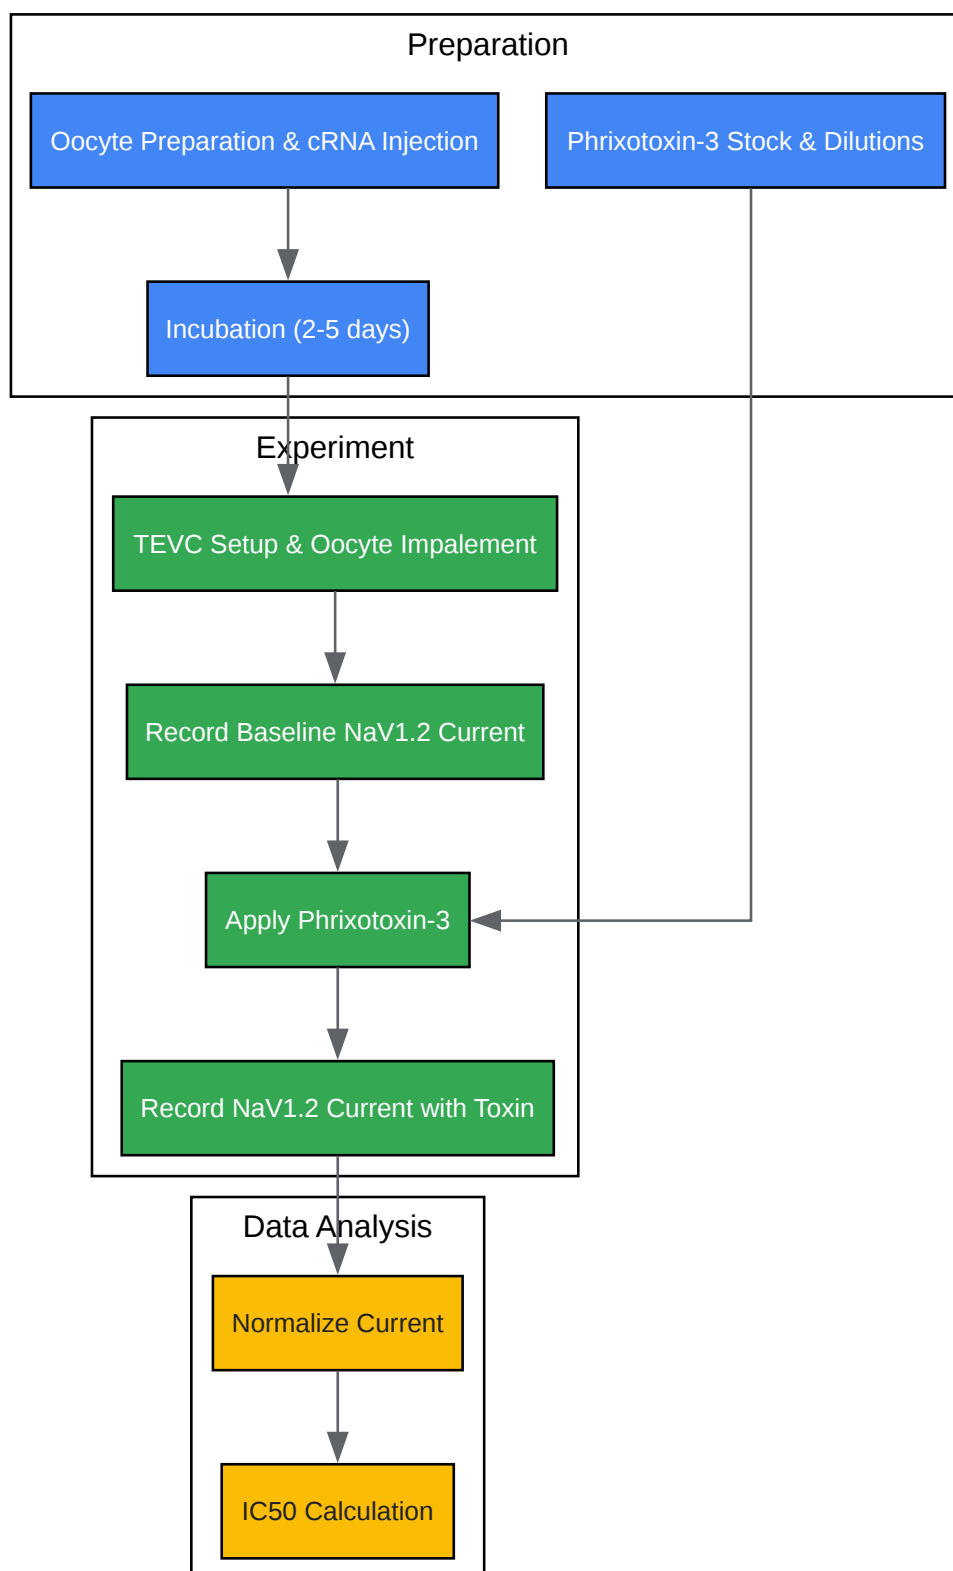 Preparation
Oocyte Preparation & cRNA Injection
Phrixotoxin-3 Stock & Dilutions
Incubation (2-5 days)
Experiment
TEVC Setup & Oocyte Impalement
Record Baseline NaV1.2 Current
Apply Phrixotoxin-3
Record NaV1.2 Current with Toxin
Data Analysis
Normalize Current
IC50 Calculation